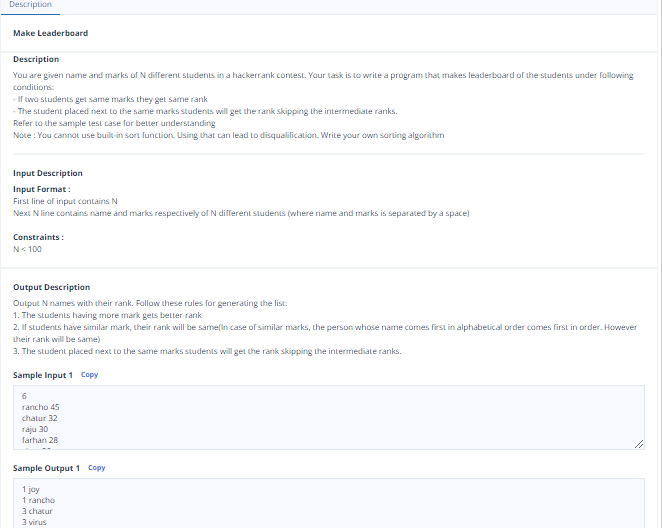 Description
Make Leaderboard
Description
You are given name and marks of N different students in a hackerrank contest. Your task is to write a program that makes leaderboard of the students under following
conditions:
- If two students get same marks they get same rank
- The student placed next to the same marks students will get the rank skipping the intermediate ranks.
Refer to the sample test case for better understanding
Note : You cannot use built-in sort function. Using that can lead to disqualification. Write your own sorting algorithm
Input Description
Input Format :
First line of input contains N
Next N line contains name and marks respectively of N different students (where name and marks is separated by a space)
Constraints :
N < 100
Output Description
Output N names with their rank. Follow these rules for generating the list:
1. The students having more mark gets better rank
2. If students have similar mark, their rank will be same(In case of similar marks, the person whose name comes first in alphabetical order comes first in order. However
their rank will be same)
3. The student placed next to the same marks students will get the rank skipping the intermediate ranks.
Sample Input 1 Copy
6
rancho 45
chatur 32
raju 30
farhan 28
Sample Output 1 Copy
1 joy
1 rancho
3 chatur
3 virus